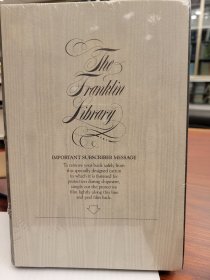 The
Franklin
Library
IMPORTANT SUBSCRIBER MESSAGE
To remove your book safely from
this specially designed carton
in which it is fastened for
protection during shipment,
simply cut the protective
film lightly along this line
and peel film back.